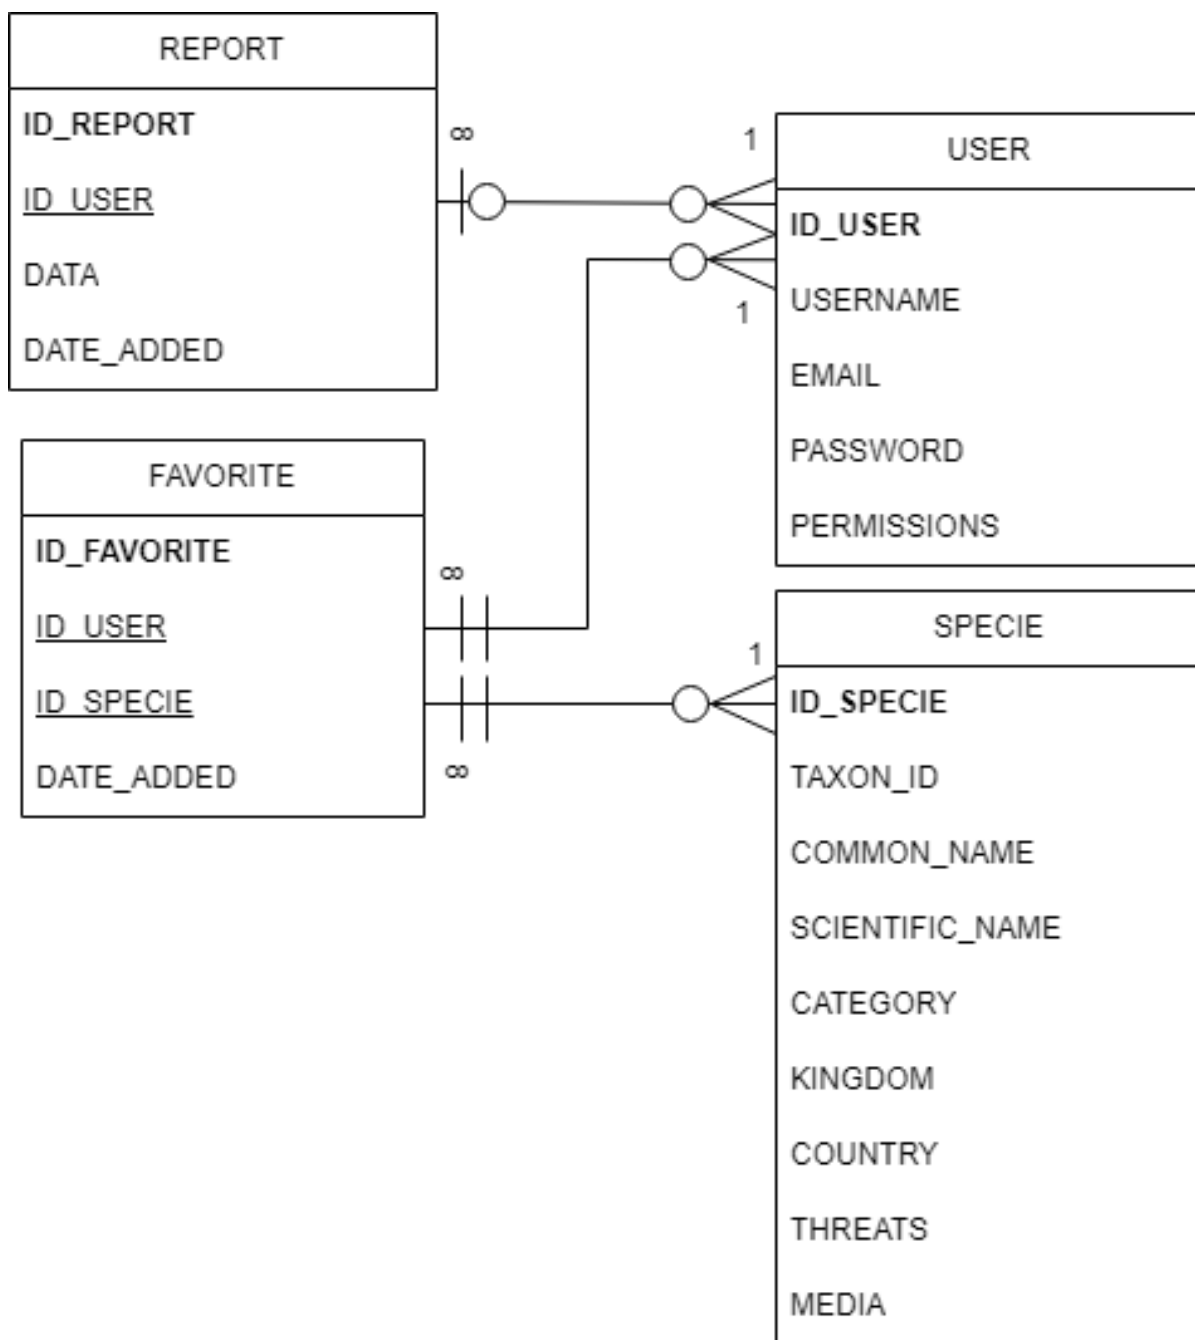 REPORT
ID_REPORT
ID_USER
DATA
DATE_ADDED
∞
1
USER
ID_USER
USERNAME
EMAIL
PASSWORD
PERMISSIONS
1
FAVORITE
ID_FAVORITE
ID_USER
ID_SPECIE
DATE_ADDED
∞
∞
1
SPECIE
ID_SPECIE
TAXON_ID
COMMON_NAME
SCIENTIFIC_NAME
CATEGORY
KINGDOM
COUNTRY
THREATS
MEDIA